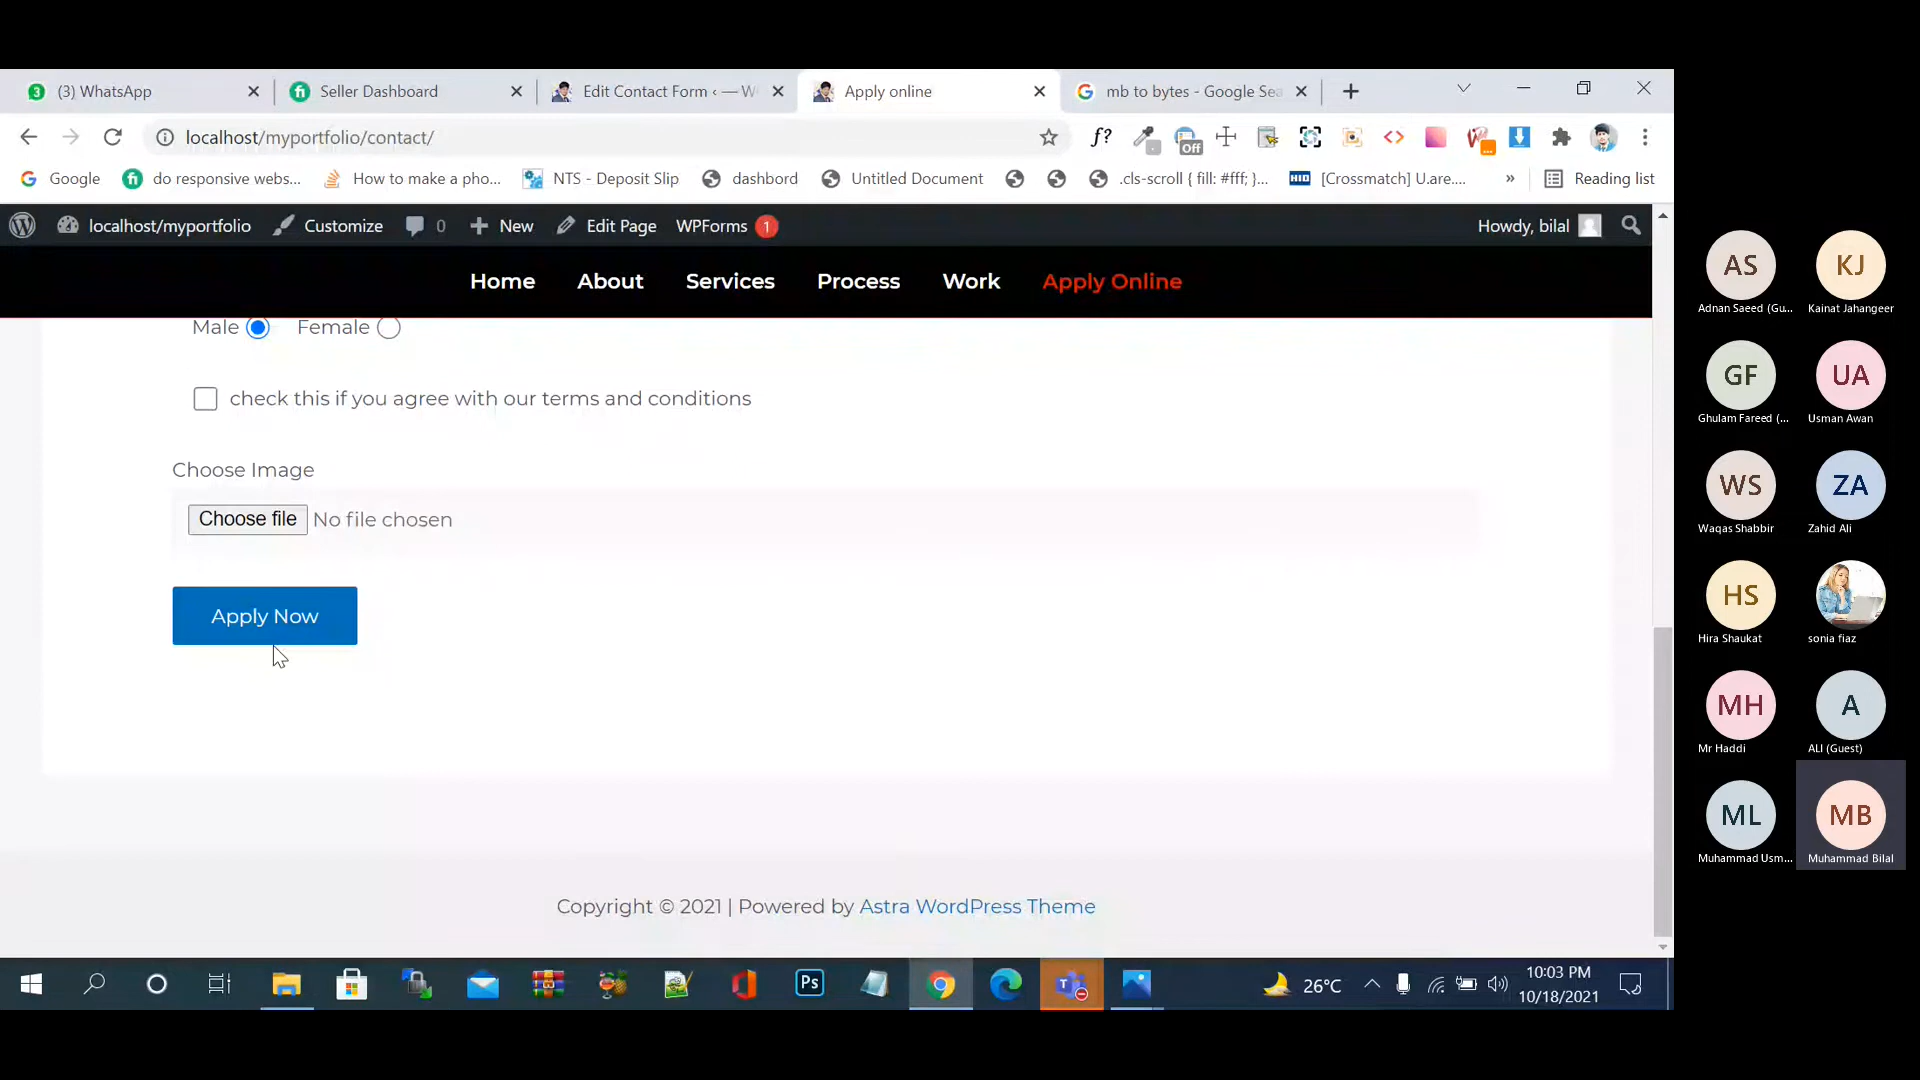 3 (3) WhatsApp
fi Seller Dashboard
Edit Contact Form ‹ — W
Apply online
mb to bytes - Google Sea
localhost/myportfolio/contact/
f?
Off
Google
fi do responsive webs...
How to make a pho...
NTS - Deposit Slip
dashbord
Untitled Document
.cls-scroll { fill: #fff; }...
HID [Crossmatch] U.are....
»
Reading list
localhost/myportfolio
Customize
0
New
Edit Page
WPForms 1
Howdy, bilal
Home
About
Services
Process
Work
Apply Online
Male
Female
check this if you agree with our terms and conditions
Choose Image
Choose file No file chosen
Apply Now
Copyright © 2021 | Powered by Astra WordPress Theme
Ps
T
26°C
10:03 PM
10/18/2021
AS
Adnan Saeed (Gu...
KJ
Kainat Jahangeer
GF
Ghulam Fareed (...
UA
Usman Awan
WS
Waqas Shabbir
ZA
Zahid Ali
HS
Hira Shaukat
sonia fiaz
MH
Mr Haddi
A
ALI (Guest)
ML
Muhammad Usm...
MB
Muhammad Bilal